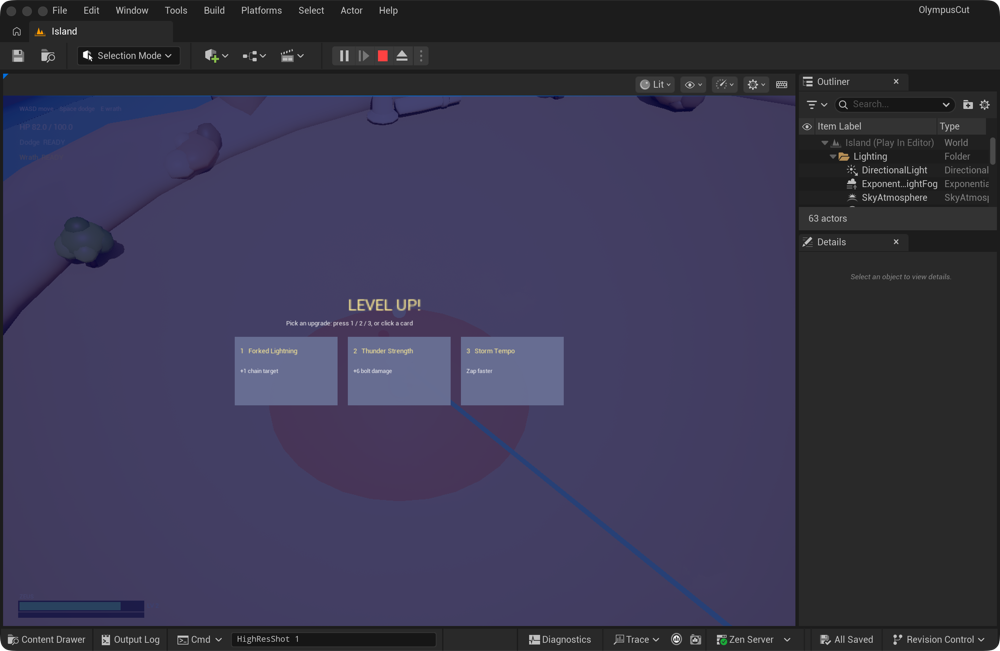 File Edit Window Tools Build Platforms Select Actor Help OlympusCut
Island
Selection Mode
Lit
Outliner
Search...
Item Label Type
Island (Play In Editor) World
Lighting Folder
DirectionalLight Directional
Exponent...ightFog Exponentia
SkyAtmosphere SkyAtmosp
63 actors
Details
Select an object to view details.
LEVEL UP!
Pick an upgrade: press 1 / 2 / 3, or click a card
1 Forked Lightning
+1 chain target
2 Thunder Strength
+6 bolt damage
3 Storm Tempo
Zap faster
Content Drawer Output Log Cmd HighResShot 1 Diagnostics Trace Zen Server All Saved Revision Control